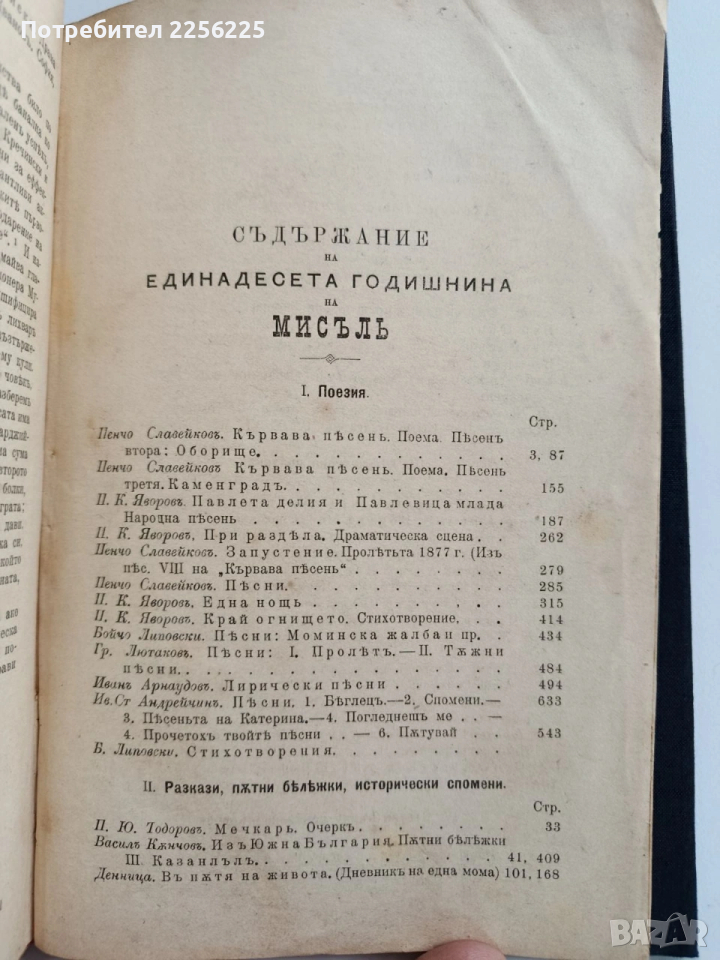 Потребител 2256225
СЪДЪРЖАНИЕ
НА
ЕДИНАДЕСЕТА ГОДИШНИНА
НА
МИСЪЛЬ
I. Поезия.
Стр.
Пенчо Славейковъ. Кървава пѣсень. Поема. Пѣсень
втора: Оборище. 3, 87
Пенчо Славейковъ Кървава пѣсень. Поема. Пѣсень
третя. Каменградъ. 155
П. К. Яворовъ. Павлета делия и Павлевица млада
Народна пѣсень 187
П. К. Яворовъ. При раздѣла, Драматическа сцена 262
Пенчо Славейковъ. Запустение. Пролѣтьта 1877 г. (Изъ
пѣс. VIII на „Кървава пѣсень“ 279
Пенчо Славейковъ. Пѣсни. 285
П. К. Яворовъ, Една нощь 315
П. К. Яворовъ. Край огнището. Стихотворение. 414
Бойчо Липовски. Пѣсни: Моминска жалба и пр. 434
Гр. Лютаковъ. Пѣсни: I. Пролѣтъ. — II. Тѫжни
пѣсни. 484
Иванъ Арнаудовъ. Лирически пѣсни 494
Ив. Ст Андрейчинъ. Пѣсни. 1. Бѣглецъ. — 2. Спомени. — 633
3. Пѣсеньта на Катерина. — 4. Погледнешъ ме . . —
4. Прочетохъ твойтѣ пѣсни . . — 6. Пѫтувай 543
Б. Липовски. Стихотворения.
II. Разкази, пѫтни бѣлѣжки, исторически спомени.
Стр.
П. Ю. Тодоровъ. Мечкарь. Очеркъ 33
Василъ Кѫнчовъ. Изъ Южна България. Пѫтни бѣлѣжки
III. Казанлълъ. 41, 409
Денница. Въ пѫтя на живота. (Дневникъ на една мома) 101, 168
BAZAR